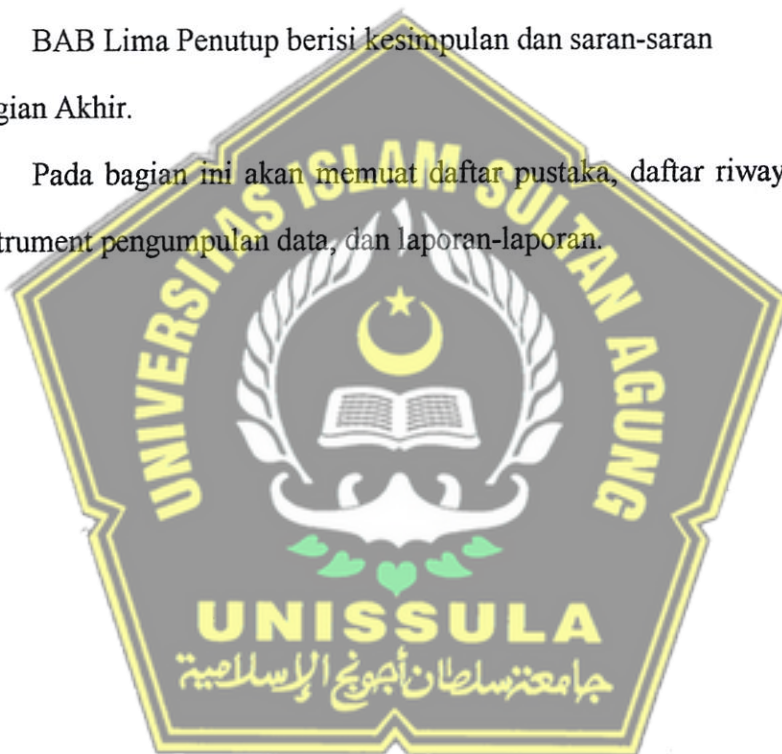 BAB Lima Penutup berisi kesimpulan dan saran-saran
gian Akhir.
Pada bagian ini akan memuat daftar pustaka, daftar riway
trument pengumpulan data, dan laporan-laporan.
UNIVERSITAS ISLAM SULTAN AGUNG
UNISSULA
جامعة سلطان أجونج الإسلامية